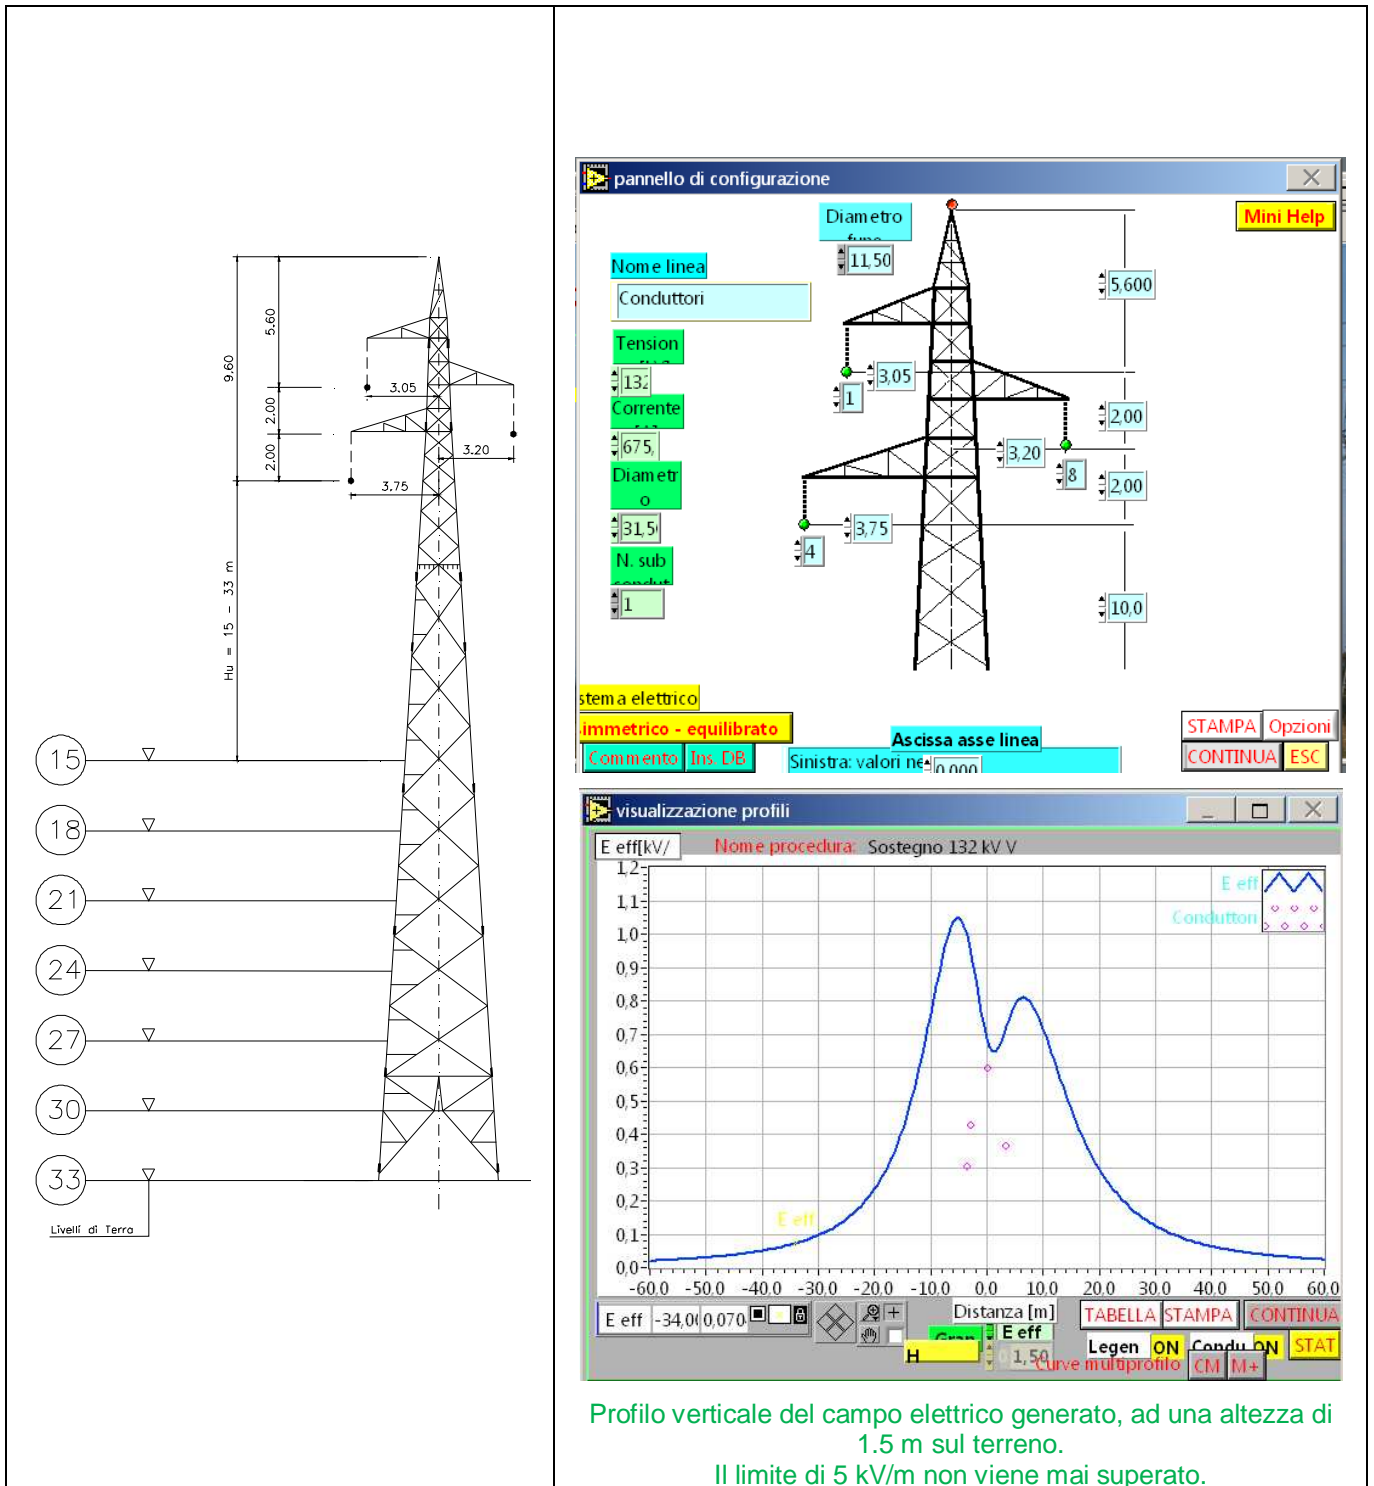 9.60
5.60
2.00
2.00
3.05
3.20
3.75
Hu = 15 - 33 m
15
18
21
24
27
30
33
Livelli di Terra
pannello di configurazione
Mini Help
Diametro
11,50
5,600
Nome linea
Conduttori
Tension
132
3,05
1
Corrente
2,00
675,
3,20
8
2,00
Diametr
o
31,5
3,75
4
N. sub
1
10,0
stema elettrico
immetrico - equilibrato
Commento
Ins. DB
Ascissa asse linea
Sinistra: valori ne
0,000
STAMPA
Opzioni
CONTINUA
ESC
visualizzazione profili
E eff[kV/
Nome procedura: Sostegno 132 kV V
E eff
Conduttori
1,2
1,1
1,0
0,9
0,8
0,7
0,6
0,5
0,4
0,3
0,2
0,1
0,0
E eff
-60,0 -50,0 -40,0 -30,0 -20,0 -10,0 0,0 10,0 20,0 30,0 40,0 50,0 60,0
Distanza [m]
E eff -34,0 0,070
TABELLA STAMPA CONTINUA
E eff
1,50
H
Legen ON Condu ON STAT
Curve multiprofilo CM M+
Profilo verticale del campo elettrico generato, ad una altezza di
1.5 m sul terreno.
Il limite di 5 kV/m non viene mai superato.